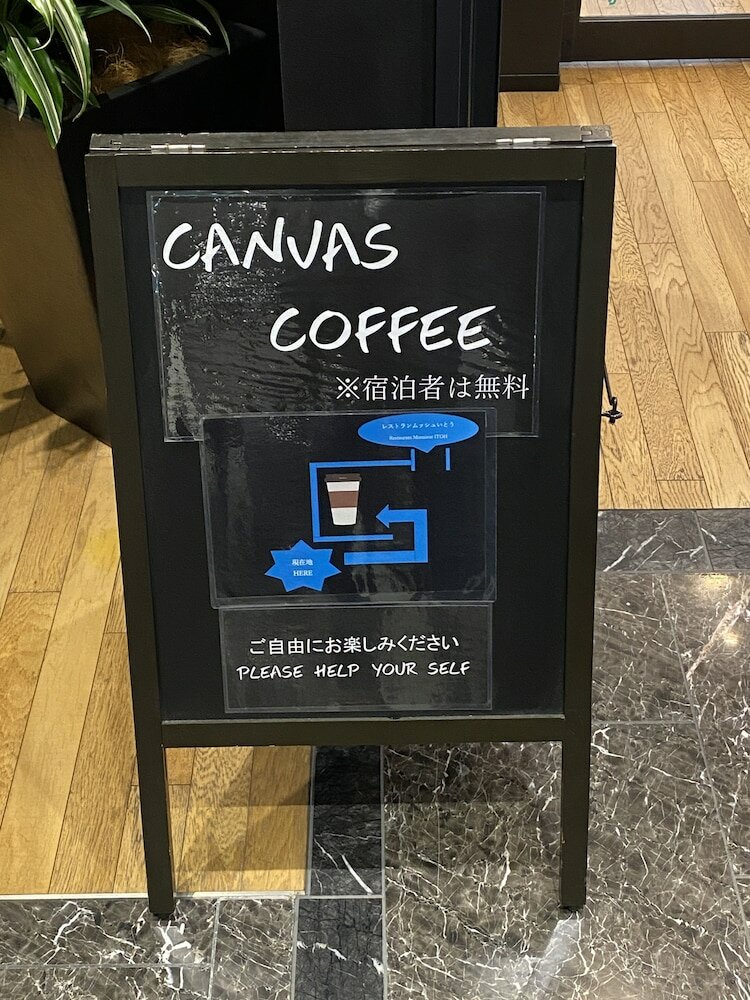 CANVAS
COFFEE
※宿泊者は無料
レストランムッシュいとう
Restaurant Monsieur ITOH
現在地
HERE
ご自由にお楽しみください
PLEASE HELP YOUR SELF